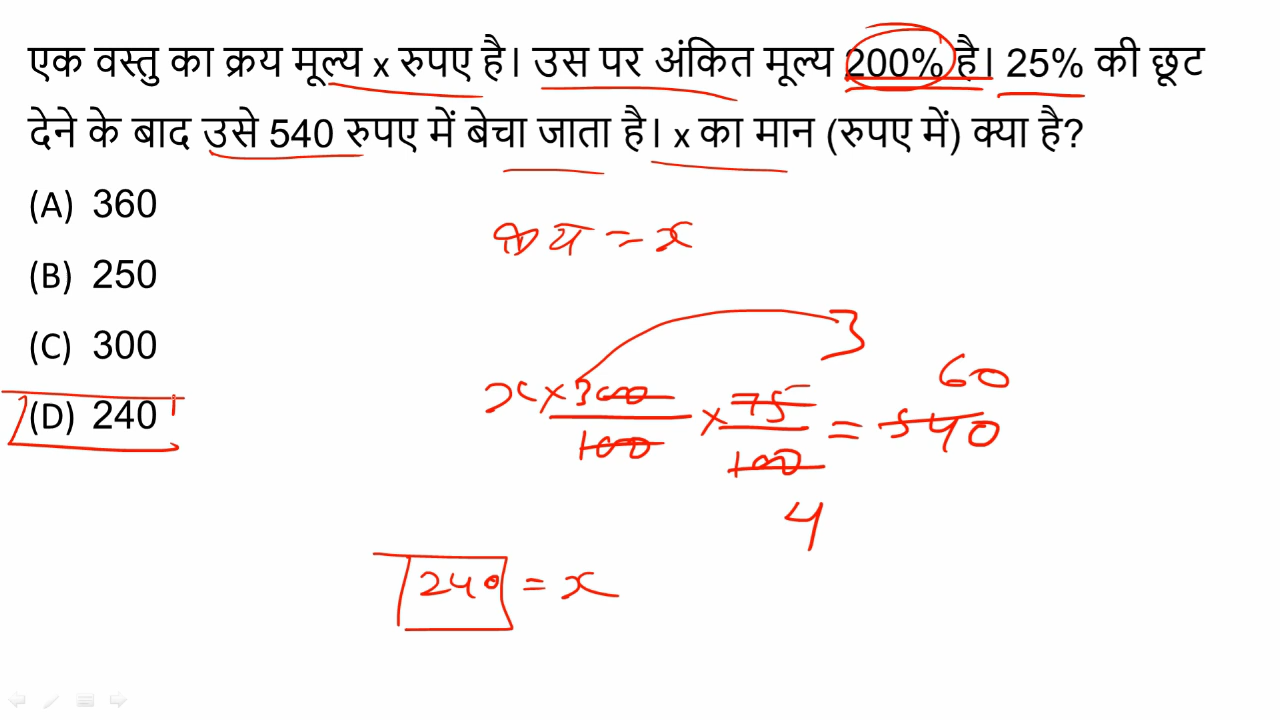 एक वस्तु का क्रय मूल्य x रुपए है। उस पर अंकित मूल्य 200% है। 25% की छूट
देने के बाद उसे 540 रुपए में बेचा जाता है। x का मान (रुपए में) क्या है?
(A) 360
(B) 250
(C) 300
(D) 240
क्रय = x
3
60
x × 300/100 × 75/100 = 540
4
240 = x